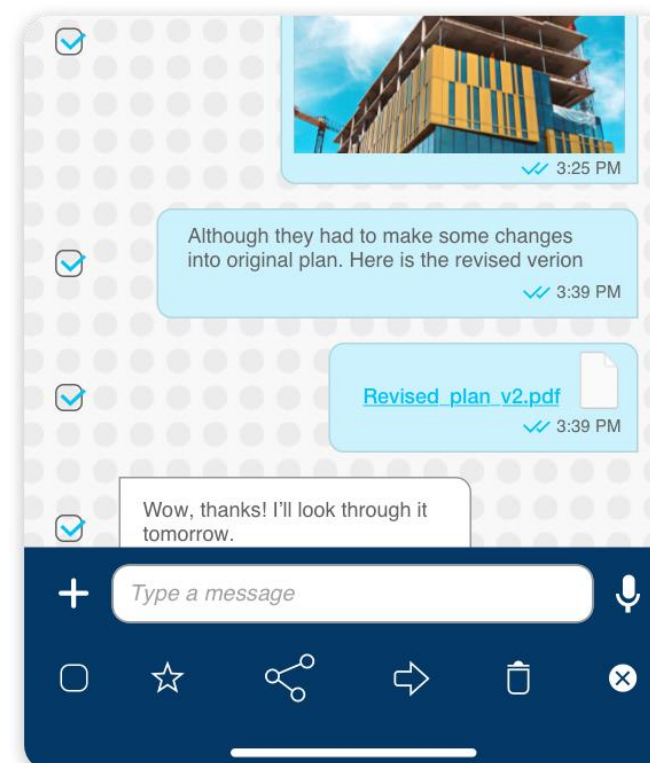 3:25 PM
Although they had to make some changes
into original plan. Here is the revised verion
3:39 PM
Revised_plan_v2.pdf
3:39 PM
Wow, thanks! I'll look through it
tomorrow.
Type a message